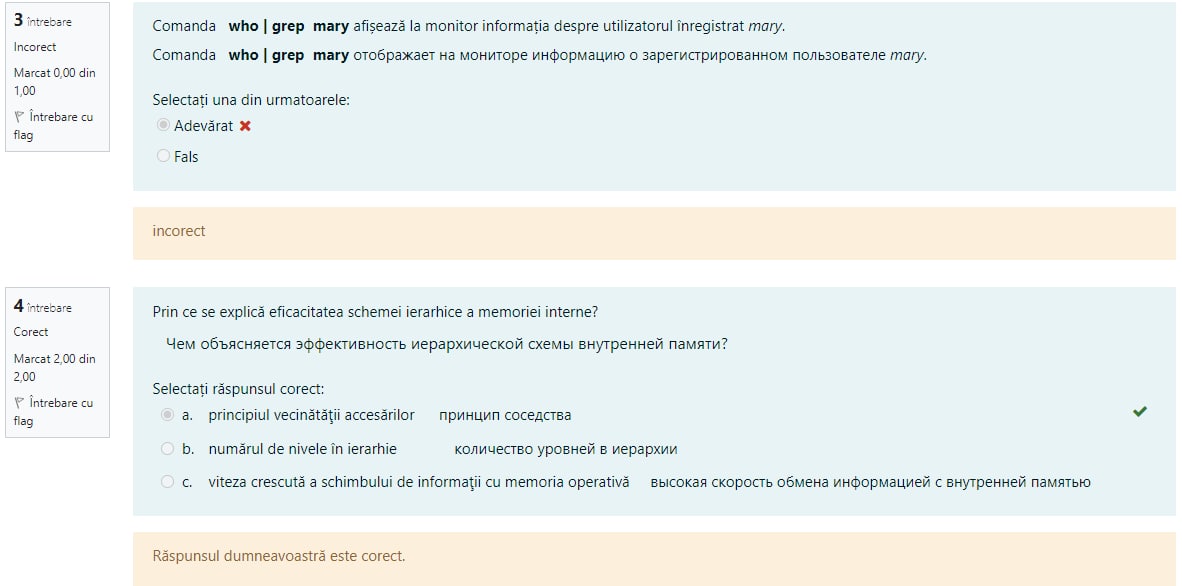 3 întrebare
Incorect
Marcat 0,00 din
1,00
Întrebare cu
flag
Comanda who | grep mary afișează la monitor informația despre utilizatorul înregistrat mary.
Comanda who | grep mary отображает на мониторе информацию о зарегистрированном пользователе mary.
Selectați una din urmatoarele:
Adevărat
Fals
incorect
4 întrebare
Corect
Marcat 2,00 din
2,00
Întrebare cu
flag
Prin ce se explică eficacitatea schemei ierarhice a memoriei interne?
Чем объясняется эффективность иерархической схемы внутренней памяти?
Selectați răspunsul corect:
a. principiul vecinătăţii accesărilor принцип соседства
b. numărul de nivele în ierarhie количество уровней в иерархии
c. viteza crescută a schimbului de informaţii cu memoria operativă высокая скорость обмена информацией с внутренней памятью
Răspunsul dumneavoastră este corect.